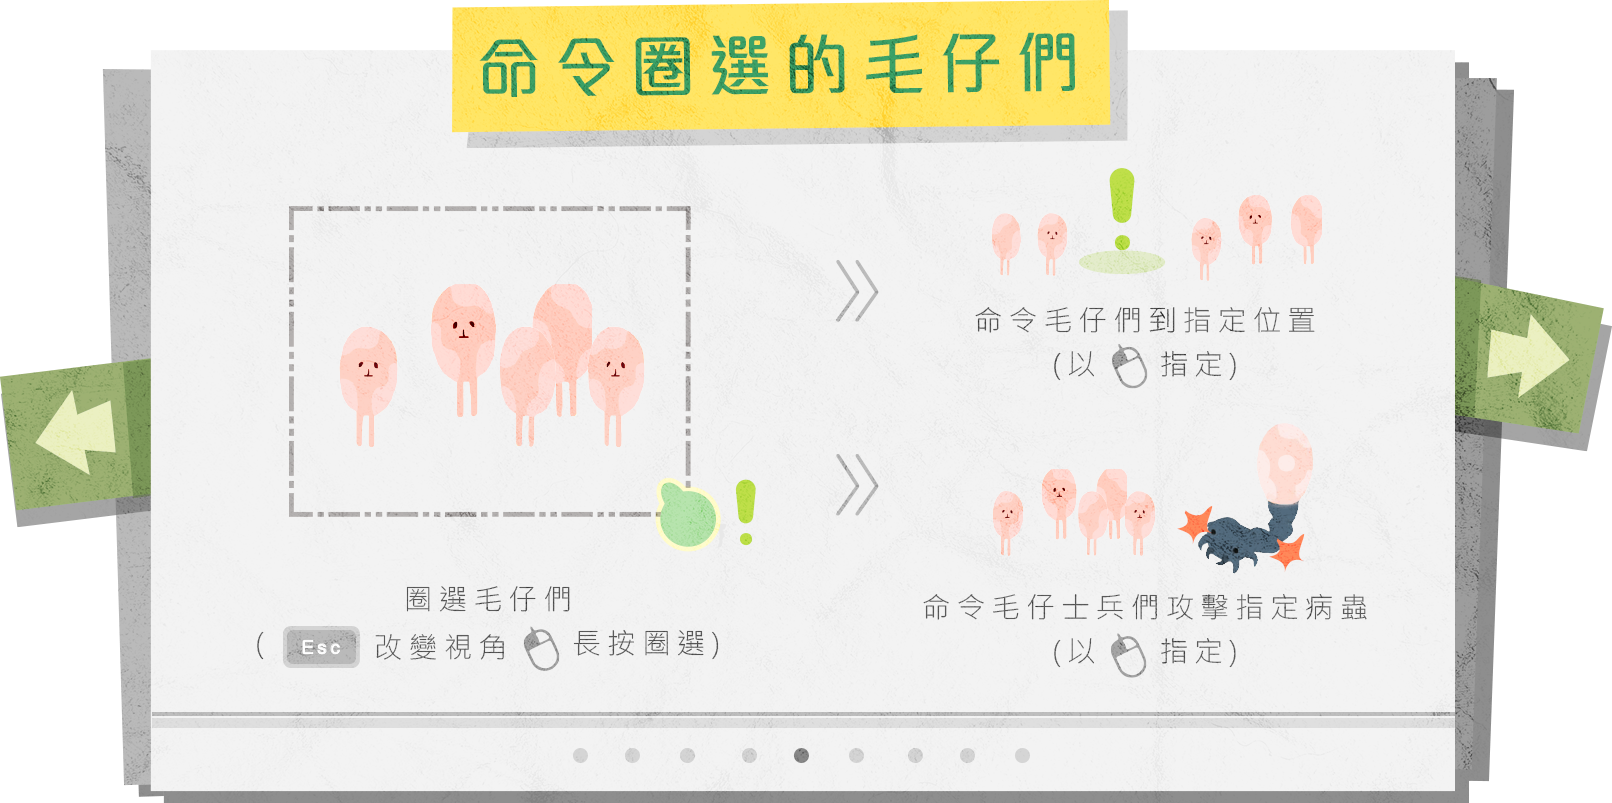 命令圈選的毛仔們
命令毛仔們到指定位置
(以 指定)
圈選毛仔們
( Esc 改變視角 長按圈選)
命令毛仔士兵們攻擊指定病蟲
(以 指定)